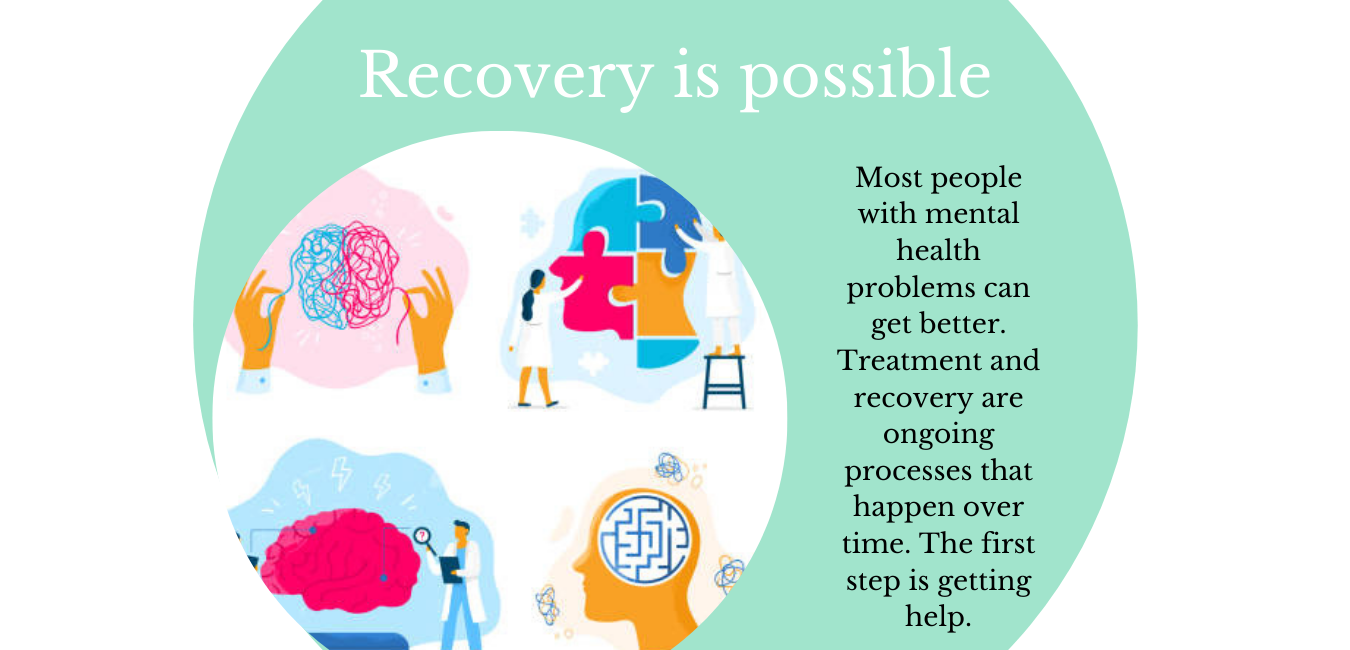 Recovery is possible
Most people
with mental
health
problems can
get better.
Treatment and
recovery are
ongoing
processes that
happen over
time. The first
step is getting
help.
?